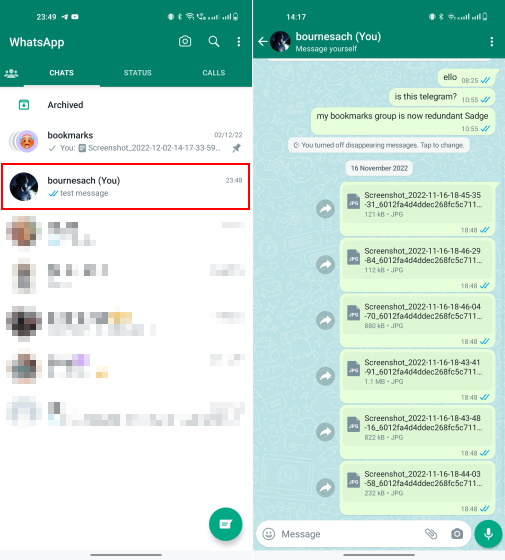 23:49
WhatsApp
CHATS
STATUS
CALLS
Archived
bookmarks
02/12/22
You: Screenshot_2022-12-02-14-17-33-59...
bournesach (You)
23:48
test message
14:17
bournesach (You)
Message yourself
ello 08:25
is this telegram? 10:55
my bookmarks group is now redundant Sadge
10:55
You turned off disappearing messages. Tap to change.
16 November 2022
JPG
Screenshot_2022-11-16-18-45-35
-31_6012fa4d4ddec268fc5c711...
121 kB • JPG
18:48
JPG
Screenshot_2022-11-16-18-46-29
-84_6012fa4d4ddec268fc5c711...
112 kB • JPG
18:48
JPG
Screenshot_2022-11-16-18-46-04
-70_6012fa4d4ddec268fc5c711...
880 kB • JPG
18:48
JPG
Screenshot_2022-11-16-18-43-41
-91_6012fa4d4ddec268fc5c711...
1.1 MB • JPG
18:48
JPG
Screenshot_2022-11-16-18-43-48
-16_6012fa4d4ddec268fc5c711...
822 kB • JPG
18:48
JPG
Screenshot_2022-11-16-18-44-03
-58_6012fa4d4ddec268fc5c711...
232 kB • JPG
18:48
Message